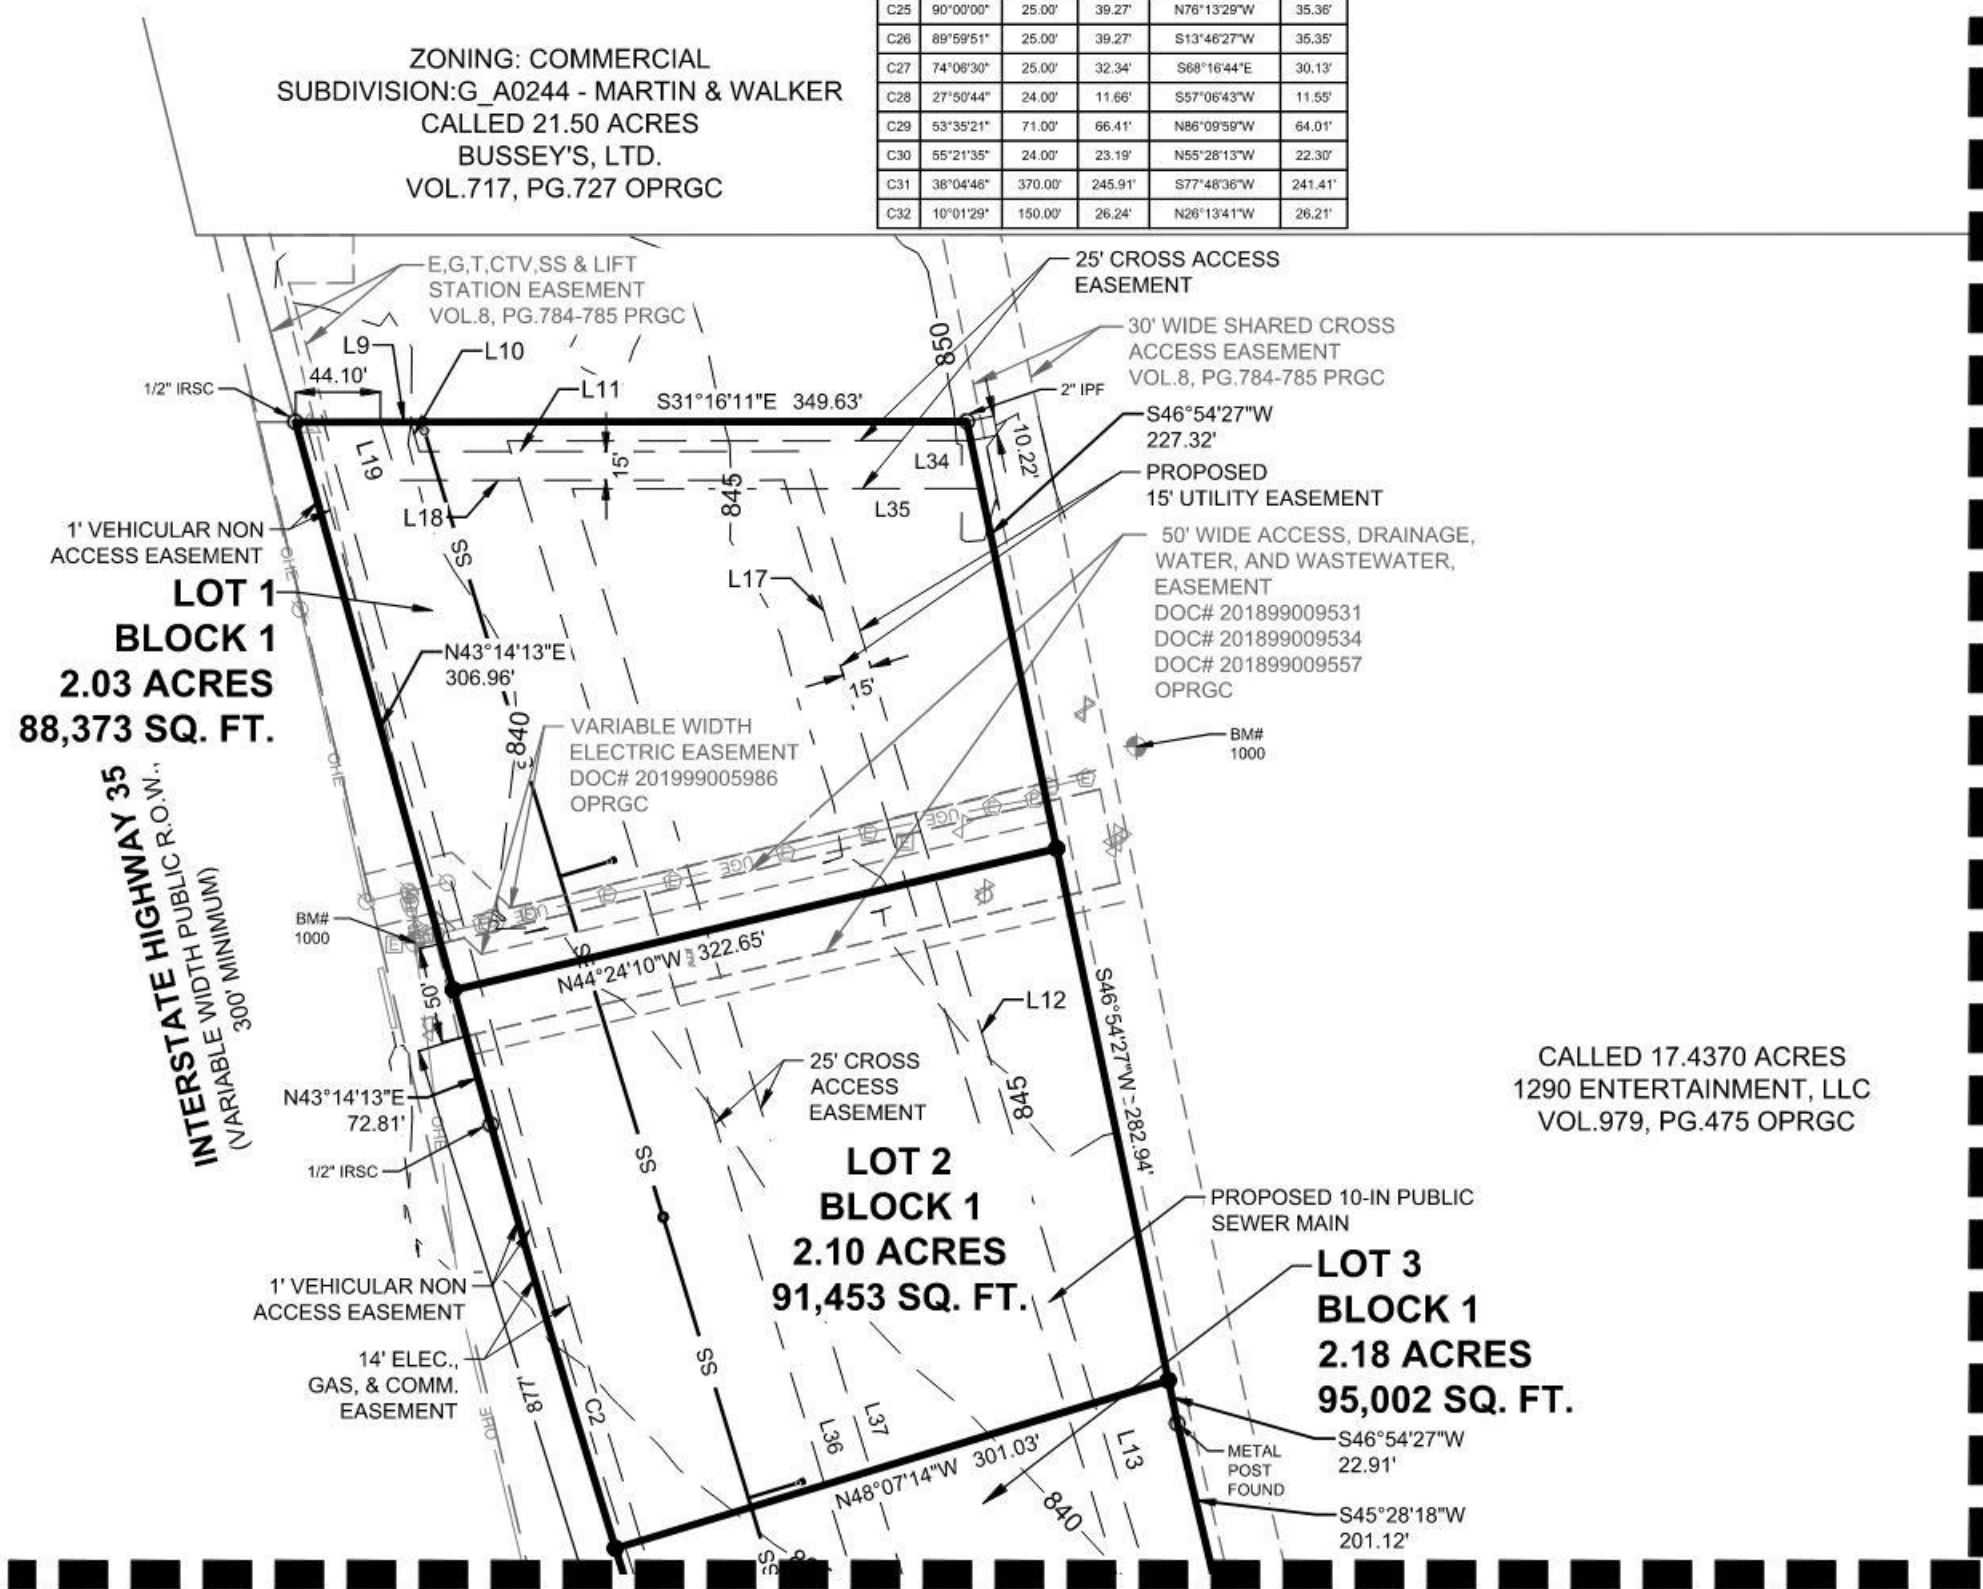 C25 90°00'00" 25.00' 39.27' N76°13'29"W 35.36'
C26 89°59'51" 25.00' 39.27' S13°46'27"W 35.35'
C27 74°06'30" 25.00' 32.34' S68°16'44"E 30.13'
C28 27°50'44" 24.00' 11.66' S57°06'43"W 11.55'
C29 53°35'21" 71.00' 66.41' N86°09'59"W 64.01'
C30 55°21'35" 24.00' 23.19' N55°28'13"W 22.30'
C31 38°04'46" 370.00' 245.91' S77°48'36"W 241.41'
C32 10°01'29" 150.00' 26.24' N26°13'41"W 26.21'
ZONING: COMMERCIAL
SUBDIVISION:G_A0244 - MARTIN & WALKER
CALLED 21.50 ACRES
BUSSEY'S, LTD.
VOL.717, PG.727 OPRGC
E,G,T,CTV,SS & LIFT
STATION EASEMENT
VOL.8, PG.784-785 PRGC
25' CROSS ACCESS
EASEMENT
30' WIDE SHARED CROSS
ACCESS EASEMENT
VOL.8, PG.784-785 PRGC
850
L9
L10
44.10'
1/2" IRSC
L11
S31°16'11"E 349.63'
2" IPF
S46°54'27"W
227.32'
10.22'
L19
15'
L34
PROPOSED
15' UTILITY EASEMENT
845
L18
L35
1' VEHICULAR NON
ACCESS EASEMENT
50' WIDE ACCESS, DRAINAGE,
WATER, AND WASTEWATER,
EASEMENT
DOC# 201899009531
DOC# 201899009534
DOC# 201899009557
OPRGC
OHE
SS
L17
LOT 1
BLOCK 1
2.03 ACRES
88,373 SQ. FT.
N43°14'13"E
306.96'
15'
840
VARIABLE WIDTH
ELECTRIC EASEMENT
DOC# 201999005986
OPRGC
BM#
1000
OHE
UGE
UGE
UGE
INTERSTATE HIGHWAY 35
(VARIABLE WIDTH PUBLIC R.O.W.,
300' MINIMUM)
BM#
1000
N44°24'10"W 322.65'
50'
T
L12
S46°54'27"W - 282.94'
845
25' CROSS
ACCESS
EASEMENT
CALLED 17.4370 ACRES
1290 ENTERTAINMENT, LLC
VOL.979, PG.475 OPRGC
N43°14'13"E
72.81'
OHE
1/2" IRSC
SS
LOT 2
BLOCK 1
2.10 ACRES
91,453 SQ. FT.
PROPOSED 10-IN PUBLIC
SEWER MAIN
LOT 3
BLOCK 1
2.18 ACRES
95,002 SQ. FT.
1' VEHICULAR NON
ACCESS EASEMENT
14' ELEC.,
GAS, & COMM.
EASEMENT
SS
877'
C2
OHE
L36
L37
L13
N48°07'14"W 301.03'
S46°54'27"W
22.91'
METAL
POST
FOUND
S45°28'18"W
201.12'
840
SS